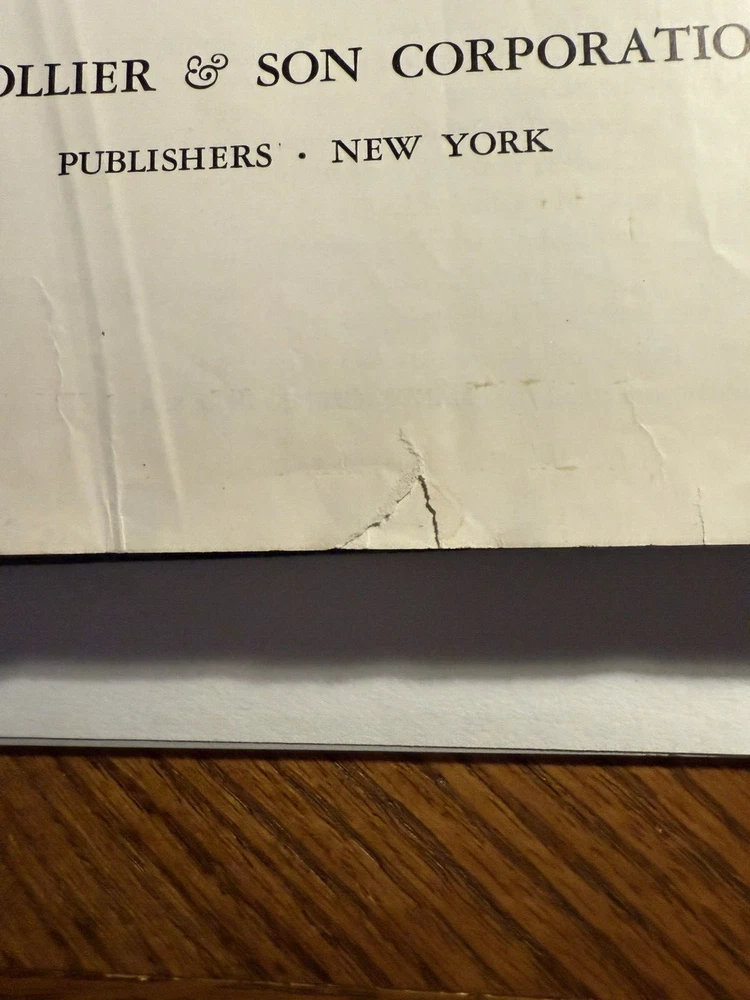 OLLIER & SON CORPORATIO
PUBLISHERS · NEW YORK